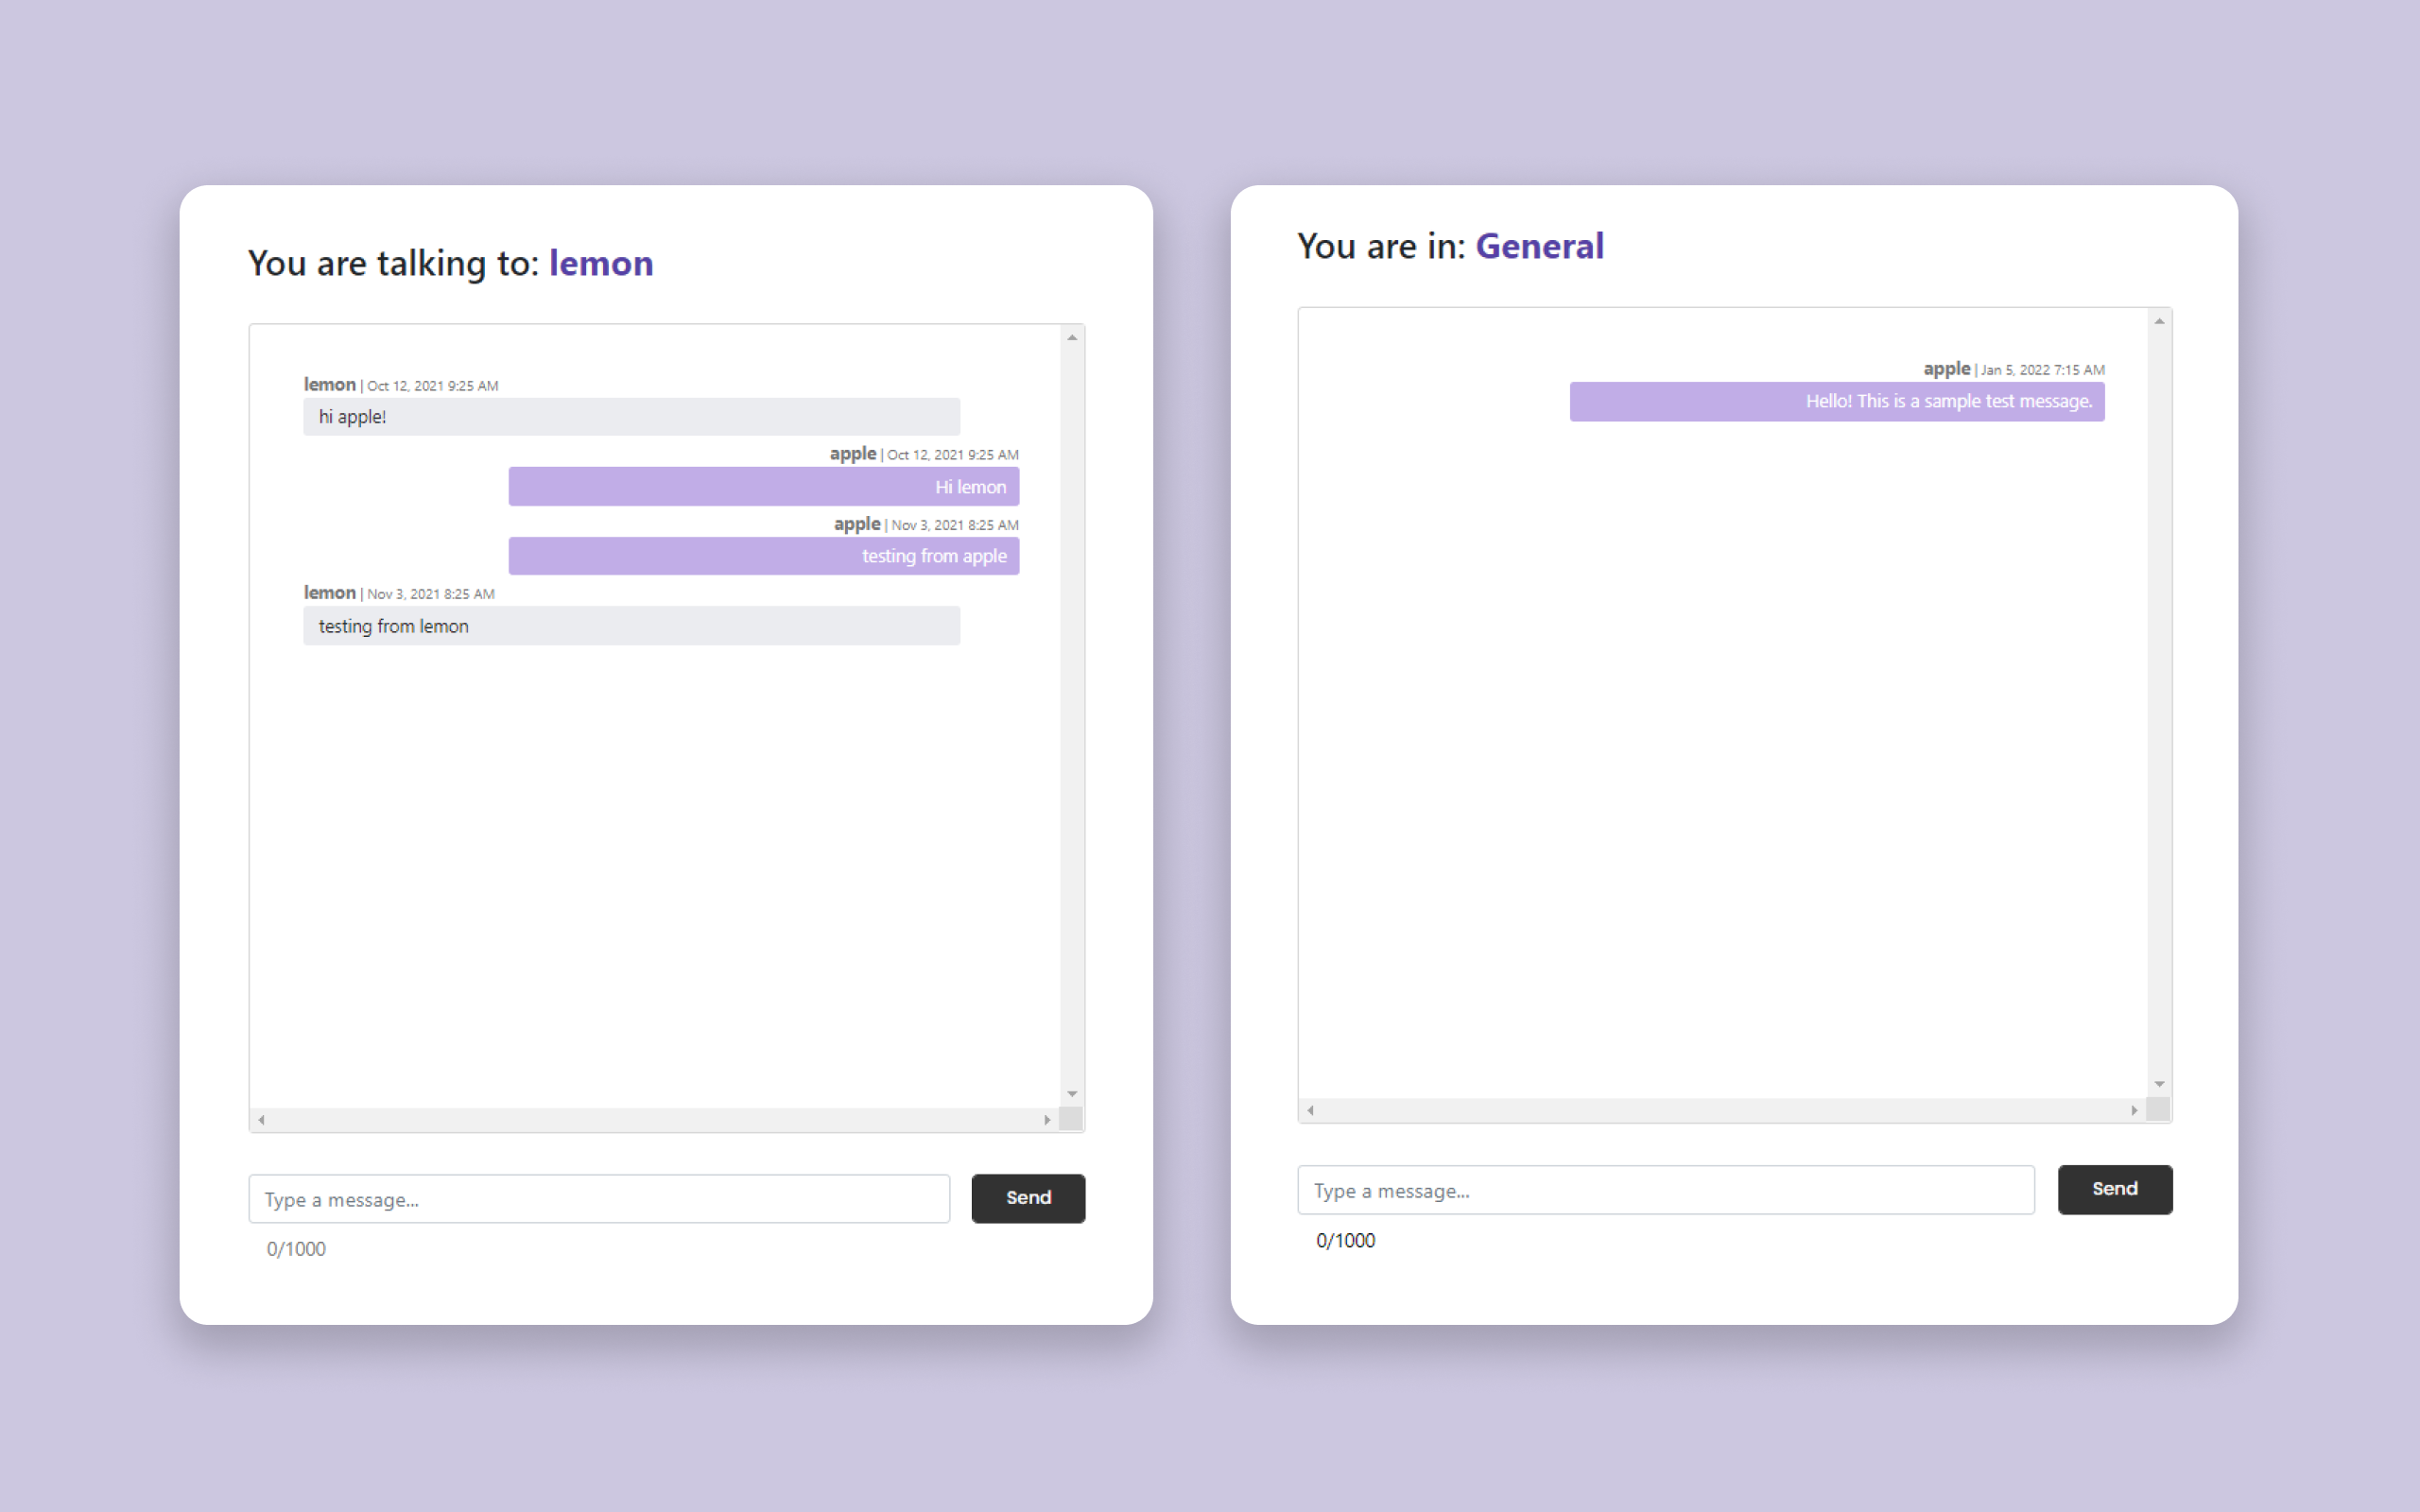 You are talking to: lemon
lemon | Oct 12, 2021 9:25 AM
hi apple!
apple | Oct 12, 2021 9:25 AM
Hi lemon
apple | Nov 3, 2021 8:25 AM
testing from apple
lemon | Nov 3, 2021 8:25 AM
testing from lemon
Type a message...
Send
0/1000
You are in: General
apple | Jan 5, 2022 7:15 AM
Hello! This is a sample test message.
Type a message...
Send
0/1000